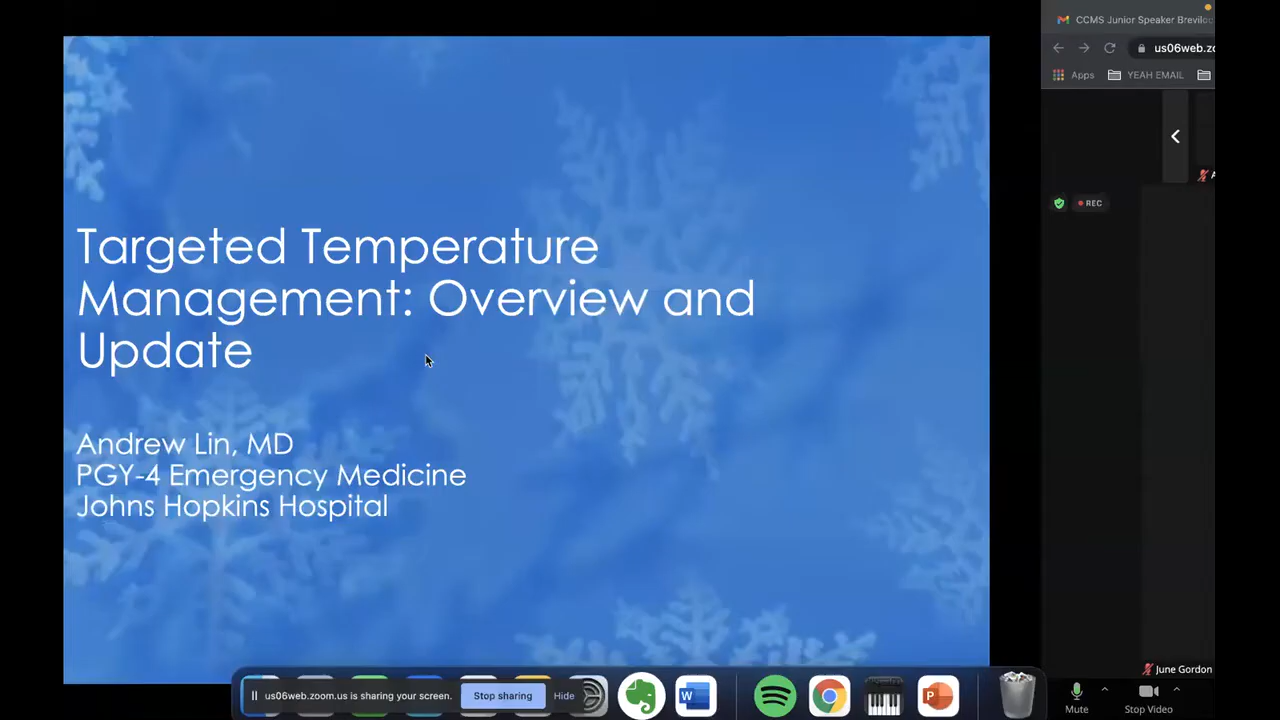 CCMS Junior Speaker
us06web.zo
Apps
YEAH EMAIL
REC
Targeted Temperature
Management: Overview and
Update
Andrew Lin, MD
PGY-4 Emergency Medicine
Johns Hopkins Hospital
June Gordon
us06web.zoom.us is sharing your screen.
Stop sharing
Hide
Mute
Stop Video